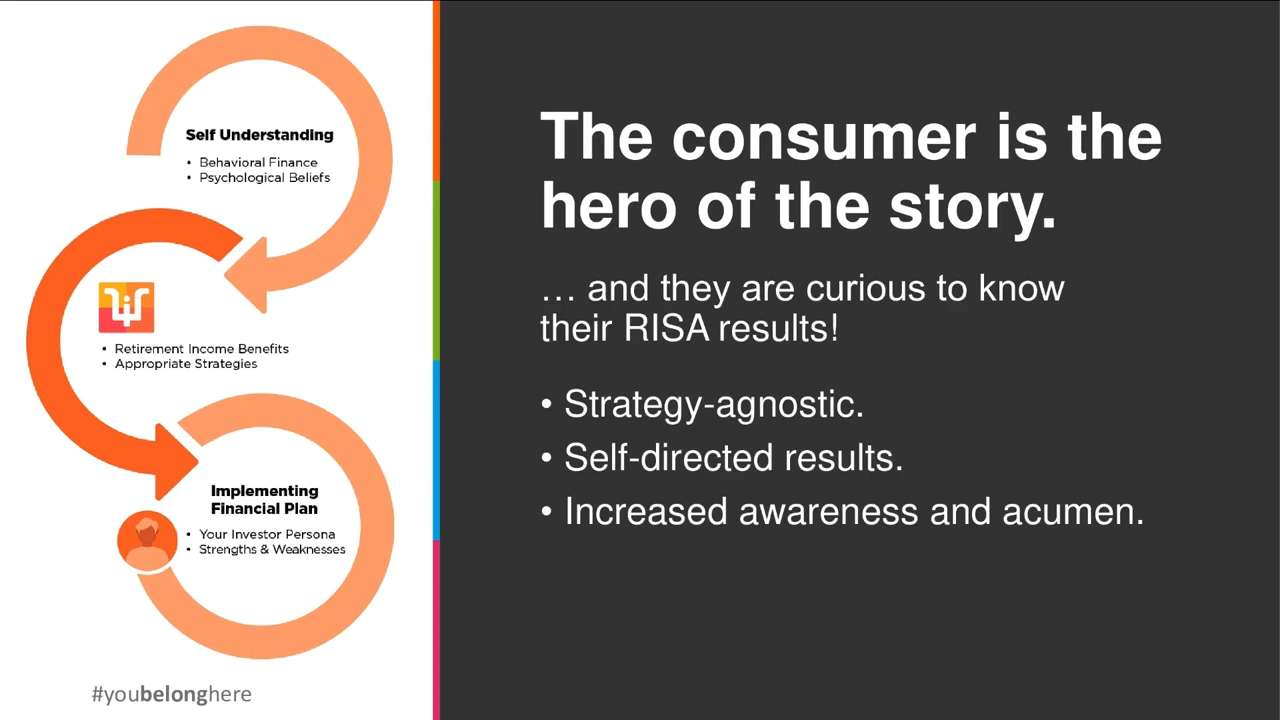 Self Understanding
• Behavioral Finance
• Psychological Beliefs
• Retirement Income Benefits
• Appropriate Strategies
Implementing
Financial Plan
• Your Investor Persona
• Strengths & Weaknesses
#youbelonghere
The consumer is the
hero of the story.
… and they are curious to know
their RISA results!
• Strategy-agnostic.
• Self-directed results.
• Increased awareness and acumen.